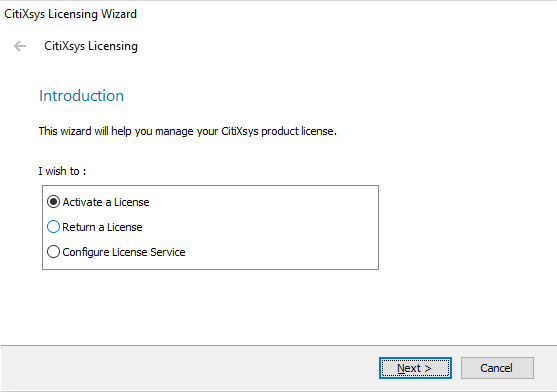 CitiXsys Licensing Wizard
CitiXsys Licensing
Introduction
This wizard will help you manage your CitiXsys product license.
I wish to :
Activate a License
Return a License
Configure License Service
Next >
Cancel